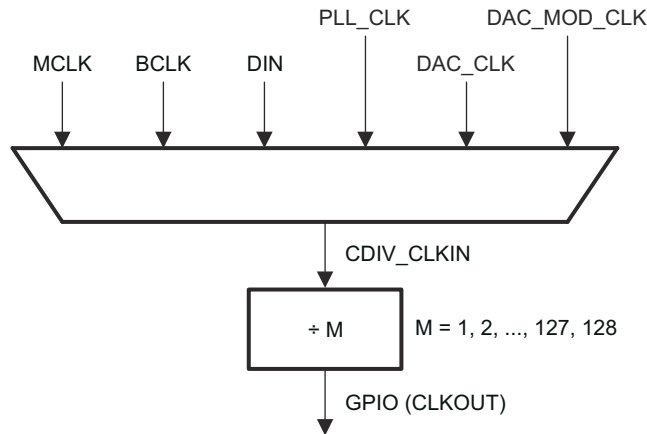 PLL_CLK DAC_MOD_CLK
MCLK BCLK DIN DAC_CLK
CDIV_CLKIN
÷ M M = 1, 2, ..., 127, 128
GPIO (CLKOUT)